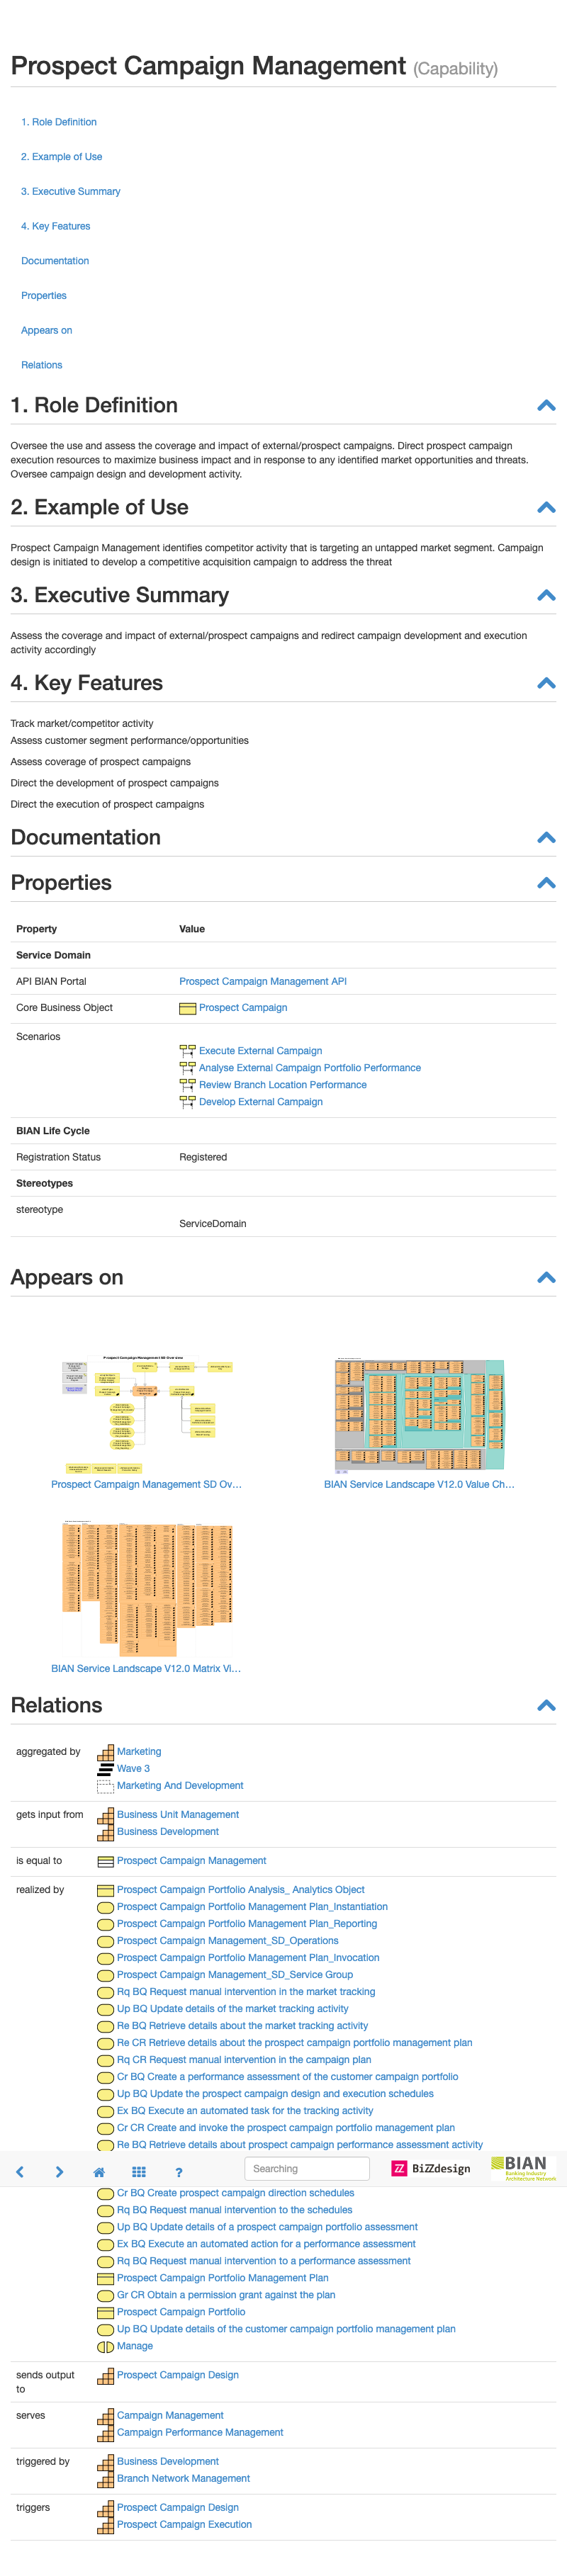 Prospect Campaign Management (Capability)
1. Role Definition
2. Example of Use
3. Executive Summary
4. Key Features
Documentation
Properties
Appears on
Relations
1. Role Definition
Oversee the use and assess the coverage and impact of external/prospect campaigns. Direct prospect campaign
execution resources to maximize business impact and in response to any identified market opportunities and threats.
Oversee campaign design and development activity.
2. Example of Use
Prospect Campaign Management identifies competitor activity that is targeting an untapped market segment. Campaign
design is initiated to develop a competitive acquisition campaign to address the threat
3. Executive Summary
Assess the coverage and impact of external/prospect campaigns and redirect campaign development and execution
activity accordingly
4. Key Features
Track market/competitor activity
Assess customer segment performance/opportunities
Assess coverage of prospect campaigns
Direct the development of prospect campaigns
Direct the execution of prospect campaigns
Documentation
Properties
Property Value
Service Domain
API BIAN Portal Prospect Campaign Management API
Core Business Object Prospect Campaign
Scenarios
Execute External Campaign
Analyse External Campaign Portfolio Performance
Review Branch Location Performance
Develop External Campaign
BIAN Life Cycle
Registration Status Registered
Stereotypes
stereotype
ServiceDomain
Appears on
Prospect Campaign Management SD Overview
Prospect Campaign Management SD Ov...
BIAN Service Landscape V12.0 Value Ch...
BIAN Service Landscape V12.0 Matrix Vi...
Relations
aggregated by Marketing
Wave 3
Marketing And Development
gets input from Business Unit Management
Business Development
is equal to Prospect Campaign Management
realized by Prospect Campaign Portfolio Analysis_ Analytics Object
Prospect Campaign Portfolio Management Plan_Instantiation
Prospect Campaign Portfolio Management Plan_Reporting
Prospect Campaign Management_SD_Operations
Prospect Campaign Portfolio Management Plan_Invocation
Prospect Campaign Management_SD_Service Group
Rq BQ Request manual intervention in the market tracking
Up BQ Update details of the market tracking activity
Re BQ Retrieve details about the market tracking activity
Re CR Retrieve details about the prospect campaign portfolio management plan
Rq CR Request manual intervention in the campaign plan
Cr BQ Create a performance assessment of the customer campaign portfolio
Up BQ Update the prospect campaign design and execution schedules
Ex BQ Execute an automated task for the tracking activity
Cr CR Create and invoke the prospect campaign portfolio management plan
Re BQ Retrieve details about prospect campaign performance assessment activity
? Searching BiZZdesign BIAN
Banking Industry
Architecture Network
Cr BQ Create prospect campaign direction schedules
Rq BQ Request manual intervention to the schedules
Up BQ Update details of a prospect campaign portfolio assessment
Ex BQ Execute an automated action for a performance assessment
Rq BQ Request manual intervention to a performance assessment
Prospect Campaign Portfolio Management Plan
Gr CR Obtain a permission grant against the plan
Prospect Campaign Portfolio
Up BQ Update details of the customer campaign portfolio management plan
Manage
sends output Prospect Campaign Design
to
serves Campaign Management
Campaign Performance Management
triggered by Business Development
Branch Network Management
triggers Prospect Campaign Design
Prospect Campaign Execution